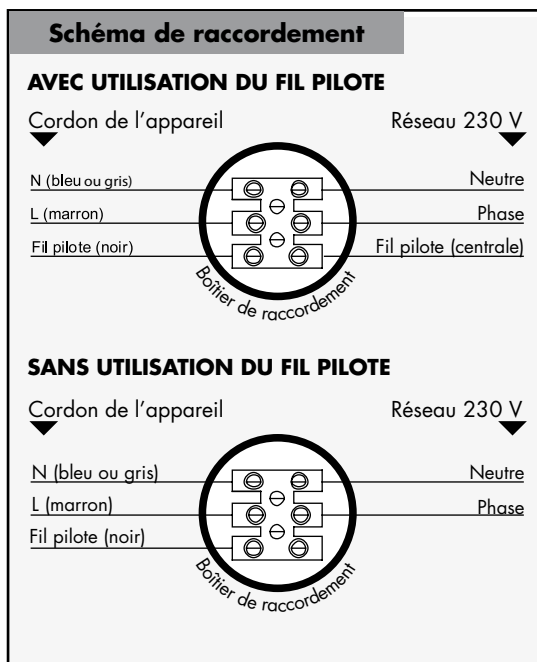 Schéma de raccordement
AVEC UTILISATION DU FIL PILOTE
Cordon de l'appareil
Réseau 230 V
N (bleu ou gris)
Neutre
L (marron)
Phase
Fil pilote (noir)
Fil pilote (centrale)
Boîtier de raccordement
SANS UTILISATION DU FIL PILOTE
Cordon de l'appareil
Réseau 230 V
N (bleu ou gris)
Neutre
L (marron)
Phase
Fil pilote (noir)
Boîtier de raccordement